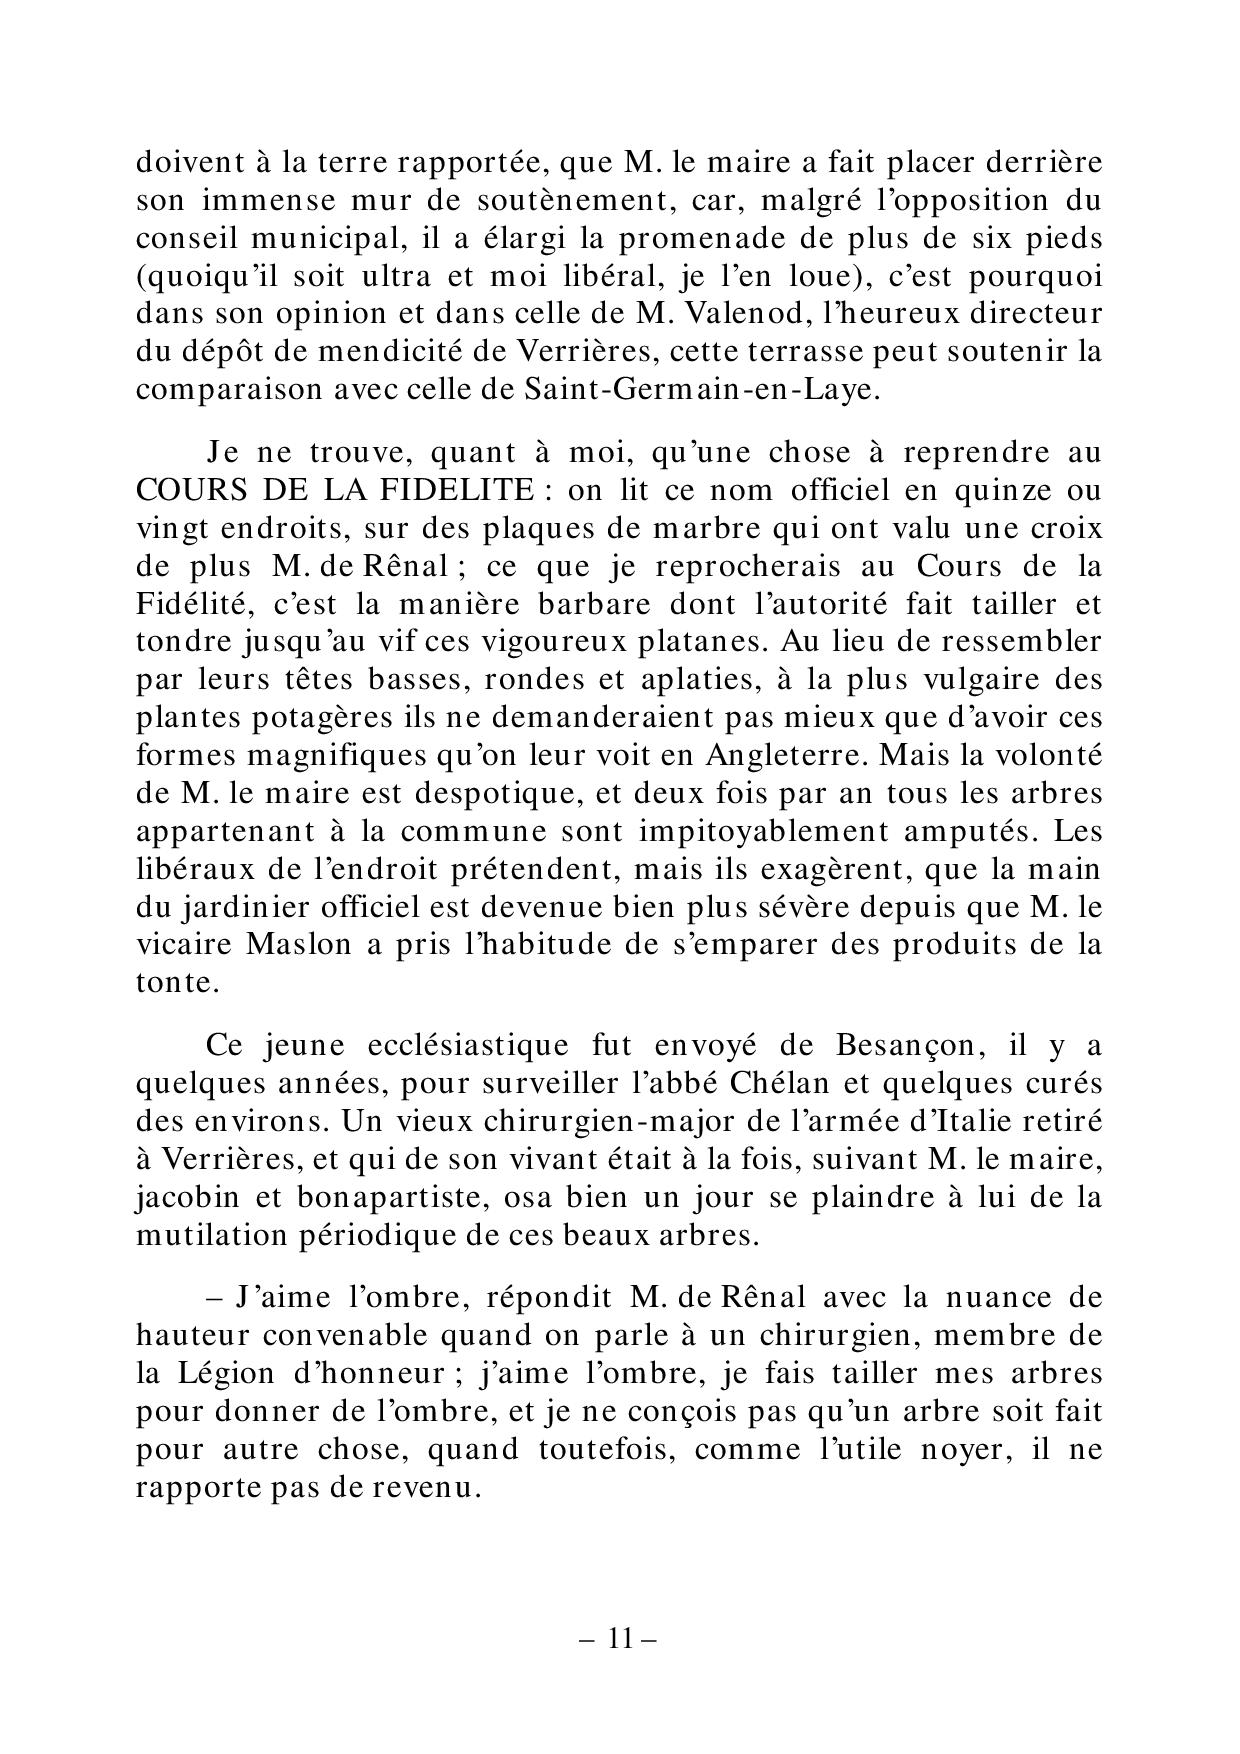 doivent à la terre rapportée, que M. le maire a fait placer derrière
son immense mur de soutènement, car, malgré l’opposition du
conseil municipal, il a élargi la promenade de plus de six pieds
(quoiqu’il soit ultra et moi libéral, je l’en loue), c’est pourquoi
dans son opinion et dans celle de M. Valenod, l’heureux directeur
du dépôt de mendicité de Verrières, cette terrasse peut soutenir la
comparaison avec celle de Saint-Germain-en-Laye.
Je ne trouve, quant à moi, qu’une chose à reprendre au
COURS DE LA FIDELITE : on lit ce nom officiel en quinze ou
vingt endroits, sur des plaques de marbre qui ont valu une croix
de plus M. de Rênal ; ce que je reprocherais au Cours de la
Fidélité, c’est la manière barbare dont l’autorité fait tailler et
tondre jusqu’au vif ces vigoureux platanes. Au lieu de ressembler
par leurs têtes basses, rondes et aplaties, à la plus vulgaire des
plantes potagères ils ne demanderaient pas mieux que d’avoir ces
formes magnifiques qu’on leur voit en Angleterre. Mais la volonté
de M. le maire est despotique, et deux fois par an tous les arbres
appartenant à la commune sont impitoyablement amputés. Les
libéraux de l’endroit prétendent, mais ils exagèrent, que la main
du jardinier officiel est devenue bien plus sévère depuis que M. le
vicaire Maslon a pris l’habitude de s’emparer des produits de la
tonte.
Ce jeune ecclésiastique fut envoyé de Besançon, il y a
quelques années, pour surveiller l’abbé Chélan et quelques curés
des environs. Un vieux chirurgien-major de l’armée d’Italie retiré
à Verrières, et qui de son vivant était à la fois, suivant M. le maire,
jacobin et bonapartiste, osa bien un jour se plaindre à lui de la
mutilation périodique de ces beaux arbres.
– J’aime l’ombre, répondit M. de Rênal avec la nuance de
hauteur convenable quand on parle à un chirurgien, membre de
la Légion d’honneur ; j’aime l’ombre, je fais tailler mes arbres
pour donner de l’ombre, et je ne conçois pas qu’un arbre soit fait
pour autre chose, quand toutefois, comme l’utile noyer, il ne
rapporte pas de revenu.
– 11 –